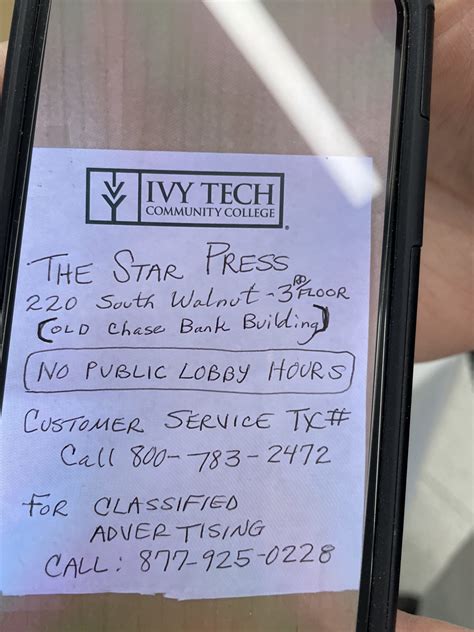 IVY TECH
COMMUNITY COLLEGE
THE STAR PRESS
220 South Walnut - 3RD FLOOR
(OLD Chase Bank Building)
NO PUBLIC LOBBY HOURS
CUSTOMER SERVICE TX#
Call 800-783-2472
FOR CLASSIFIED
ADVERTISING
CALL: 877-925-0228